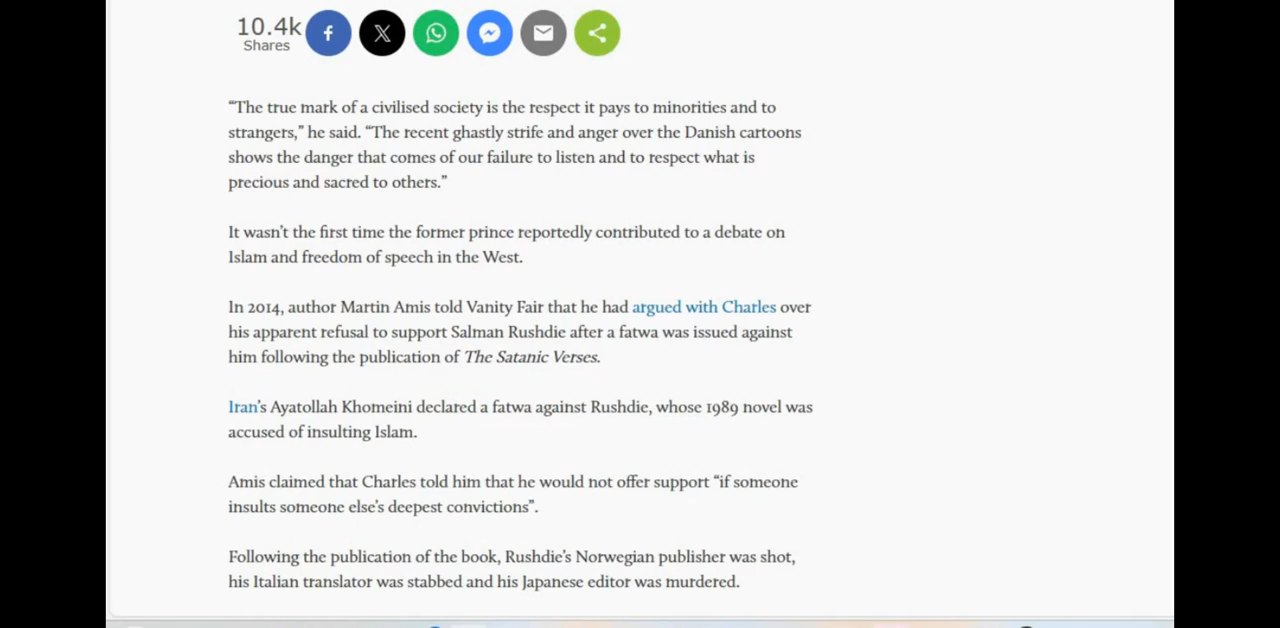 10.4k
Shares
“The true mark of a civilised society is the respect it pays to minorities and to
strangers,” he said. “The recent ghastly strife and anger over the Danish cartoons
shows the danger that comes of our failure to listen and to respect what is
precious and sacred to others.”
It wasn’t the first time the former prince reportedly contributed to a debate on
Islam and freedom of speech in the West.
In 2014, author Martin Amis told Vanity Fair that he had argued with Charles over
his apparent refusal to support Salman Rushdie after a fatwa was issued against
him following the publication of The Satanic Verses.
Iran’s Ayatollah Khomeini declared a fatwa against Rushdie, whose 1989 novel was
accused of insulting Islam.
Amis claimed that Charles told him that he would not offer support “if someone
insults someone else’s deepest convictions”.
Following the publication of the book, Rushdie’s Norwegian publisher was shot,
his Italian translator was stabbed and his Japanese editor was murdered.